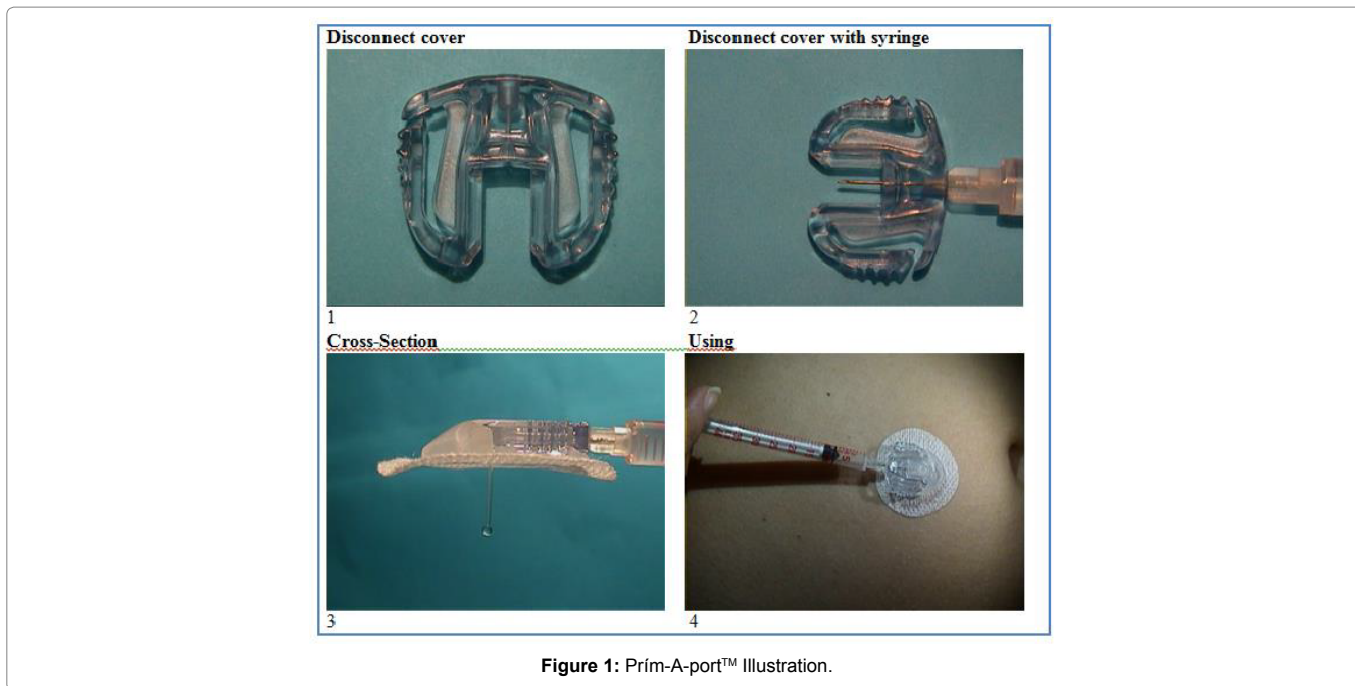 Disconnect cover
Disconnect cover with syringe
1
2
Cross-Section
Using
3
4
Figure 1: Prím-A-port™ Illustration.